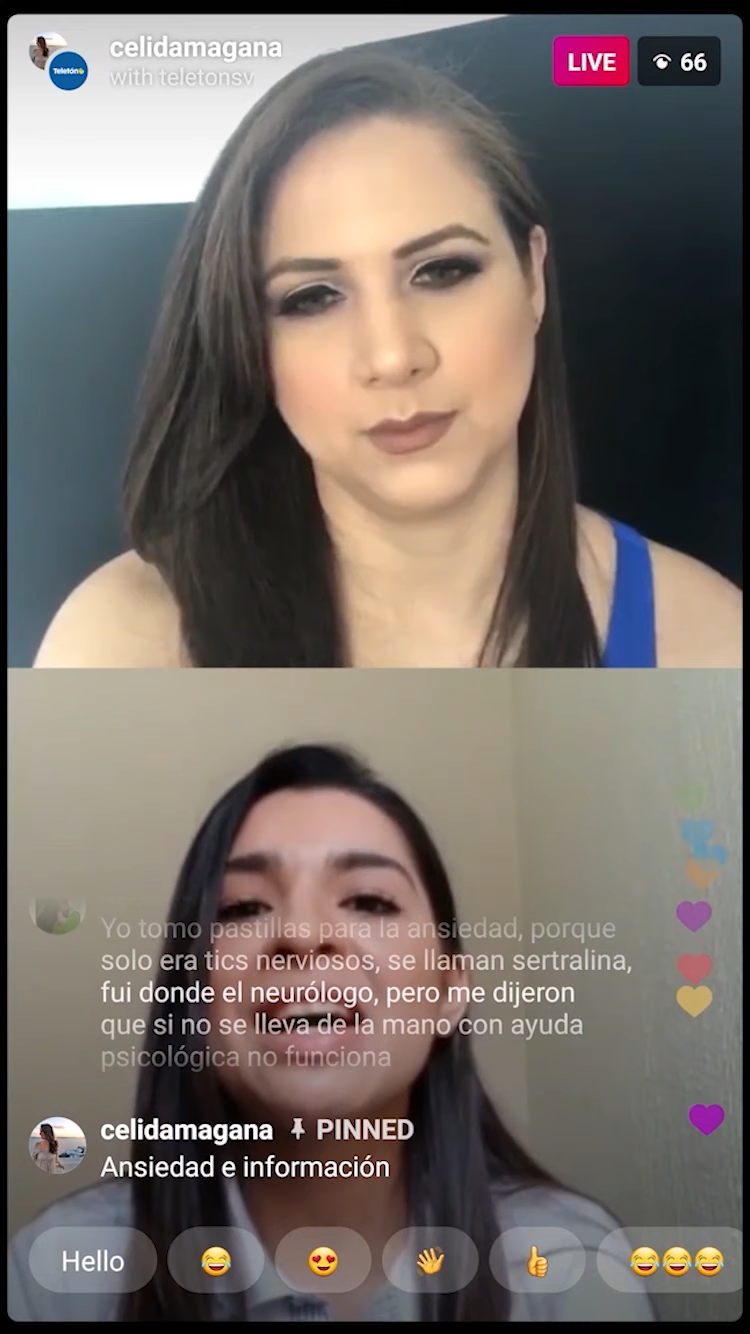 celidamagana
LIVE
66
Teletón
with teletonsv
Yo tomo pastillas para la ansiedad, porque
solo era tics nerviosos, se llaman sertralina,
fui donde el neurólogo, pero me dijeron
que si no se lleva de la mano con ayuda
psicológica no funciona
celidamagana PINNED
Ansiedad e información
Hello